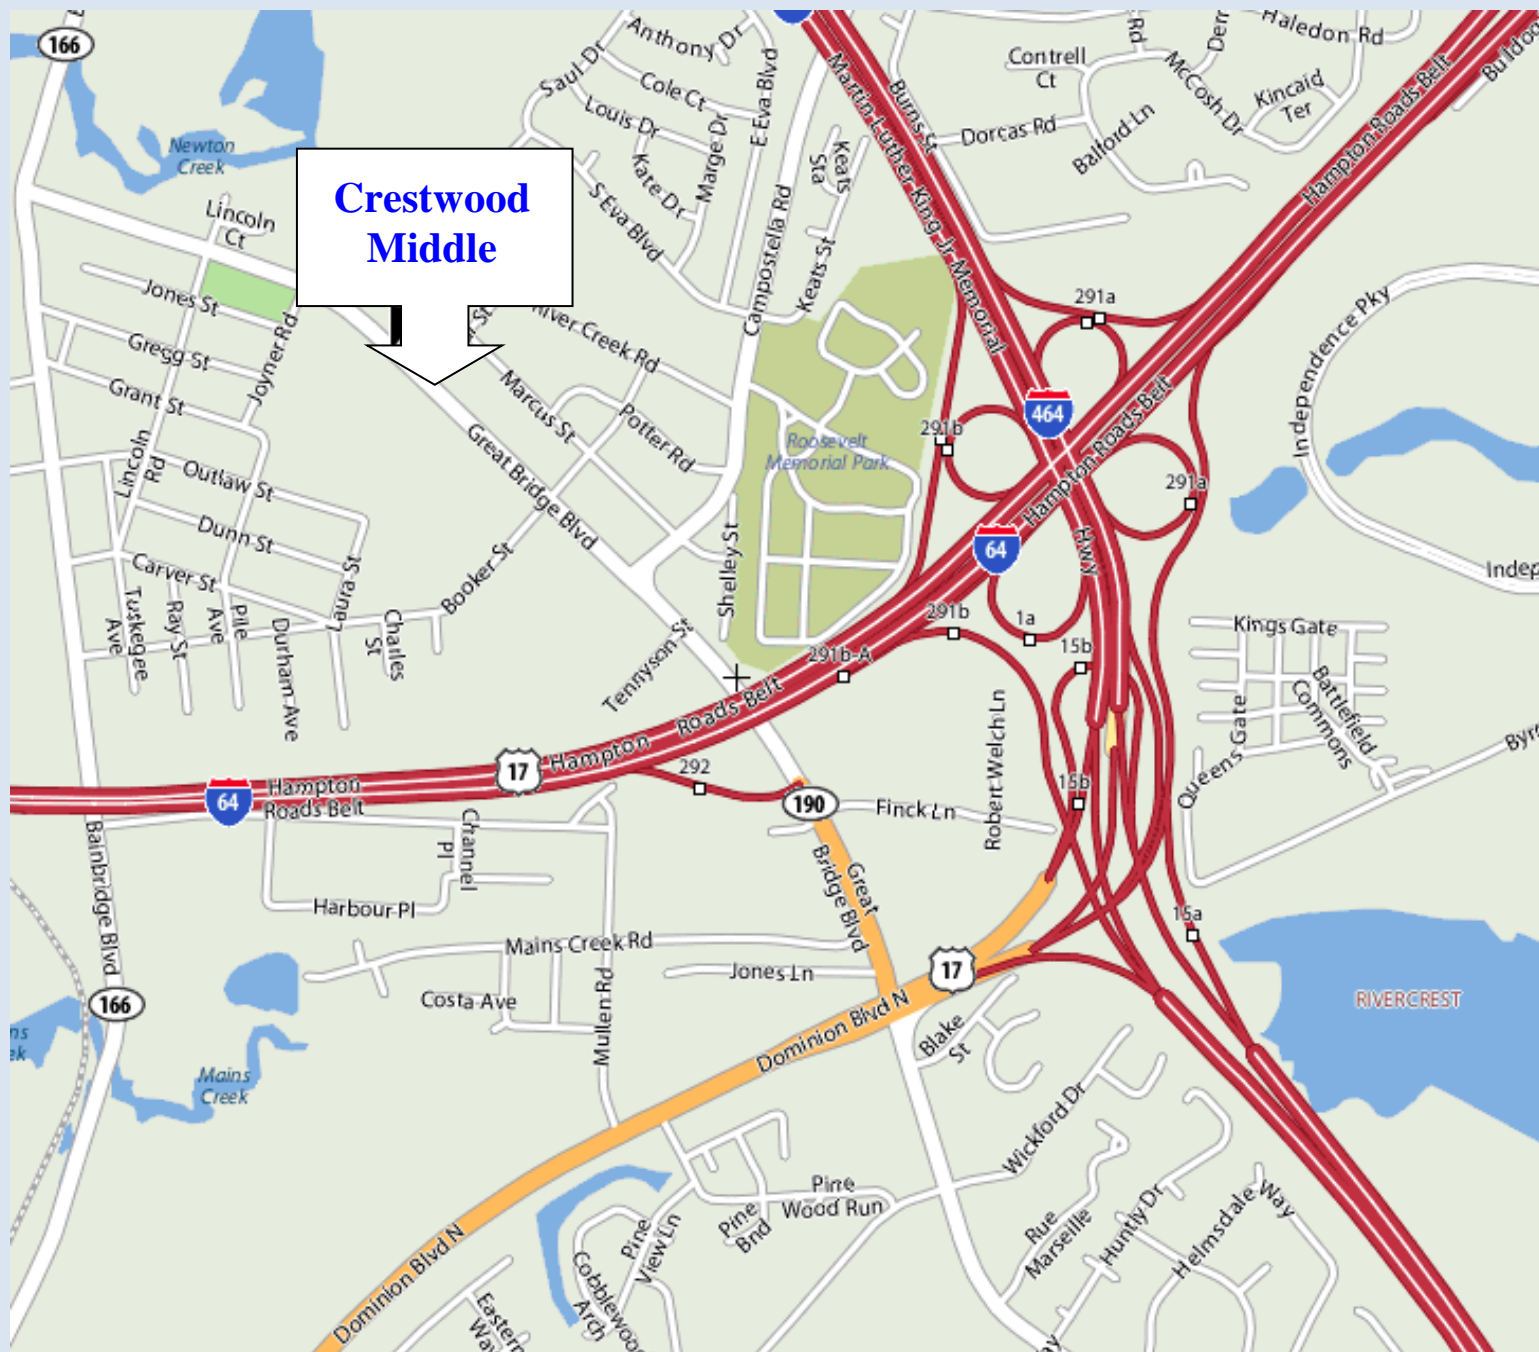 166
Newton
Creek
Crestwood
Middle
Lincoln
Ct
Jones St
Gregg St
Grant St
Joyner Rd
Lincoln
Rd
Outlaw St
Dunn St
Carver St
Tuskegee
Ave
Ray St
Pile
Ave
Durham Ave
Laura St
Charles
St
Booker St
Anthony Dr
Saul Dr
Cole Ct
Louis Dr
Kate Dr
Marge Dr
E Eva Blvd
S Eva Blvd
Campostella Rd
Keats
Sta
Keats St
River Creek Rd
Marcus St
Potter Rd
Great Bridge Blvd
Shelley St
Tennyson St
Roosevelt
Memorial Park
Martin Luther King Jr Memorial
Hwy
Burns St
Dorcas Rd
Contrell
Ct
Rd
Balford Ln
McCosh Dr
Kincaid
Ter
Haledon Rd
Hampton Roads Belt
Hampton Roads Belt
Independence Pky
291a
464
291b
291a
64
291b
1a
15b
291b-A
Kings Gate
Queens Gate
Battlefield
Commons
Robert Welch Ln
15b
15a
Hampton Roads Belt
17
64
Hampton
Roads Belt
292
190
Finck Ln
Channel
Pl
Harbour Pl
Bainbridge Blvd
Great
Bridge Blvd
Mains Creek Rd
Jones Ln
Costa Ave
Mullen Rd
166
Mains
Creek
17
Dominion Blvd N
Blake
St
RIVERCREST
Wickford Dr
Pine
Wood Run
Pine
Bnd
Pine
View Ln
Rue
Marseille
Huntly Dr
Helmsdale Way
Dominion Blvd N
Eastern
Way
Cobblewood
Arch